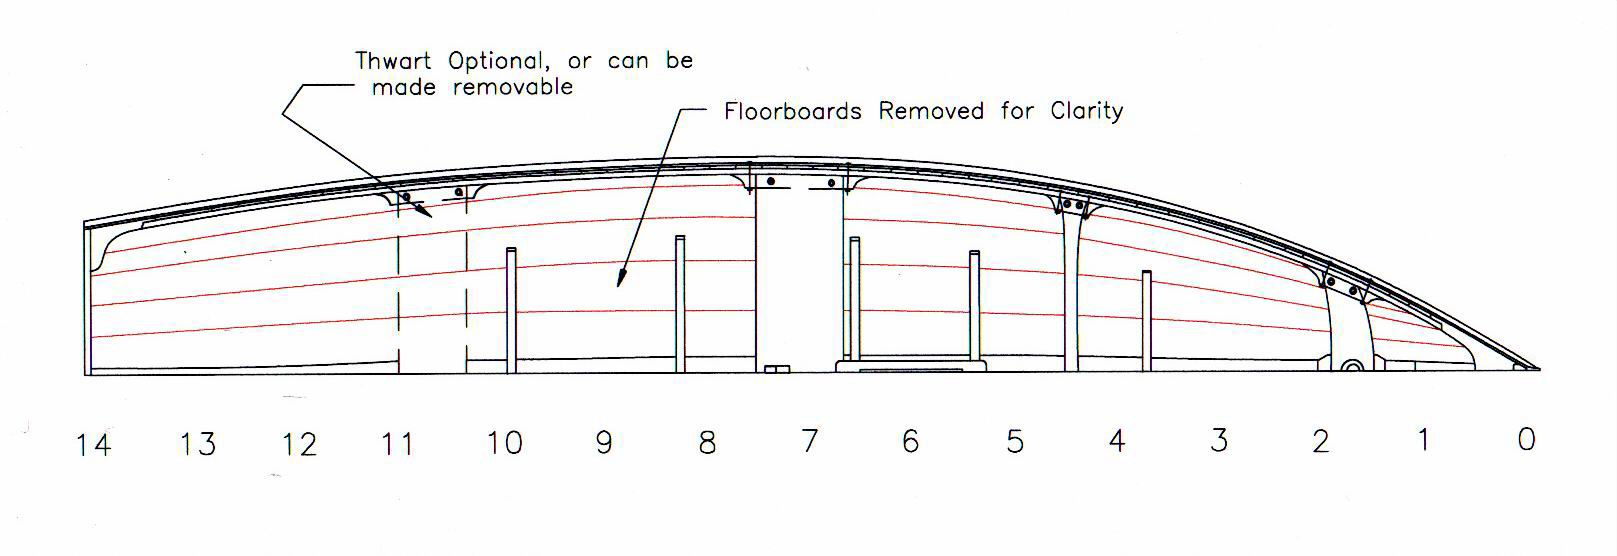 Thwart Optional, or can be
made removable
Floorboards Removed for Clarity
14 13 12 11 10 9 8 7 6 5 4 3 2 1 0